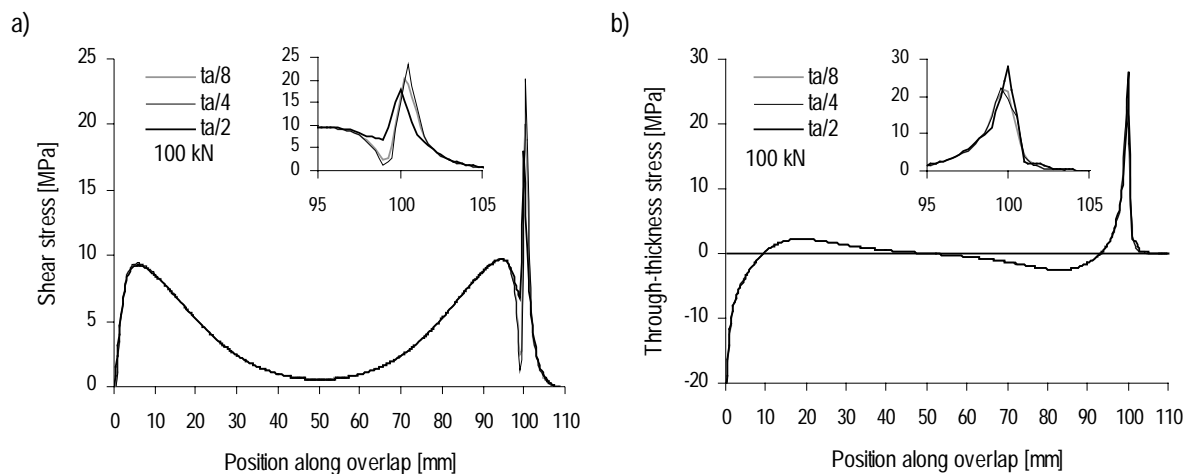 a)
Shear stress [MPa]
25
20
15
10
5
0
ta/8
ta/4
ta/2
100 kN
25
20
15
10
5
0
95
100
105
0 10 20 30 40 50 60 70 80 90 100 110
Position along overlap [mm]
b)
Through-thickness stress [MPa]
30
20
10
0
-10
-20
ta/8
ta/4
ta/2
100 kN
30
20
10
0
95
100
105
0 10 20 30 40 50 60 70 80 90 100 110
Position along overlap [mm]